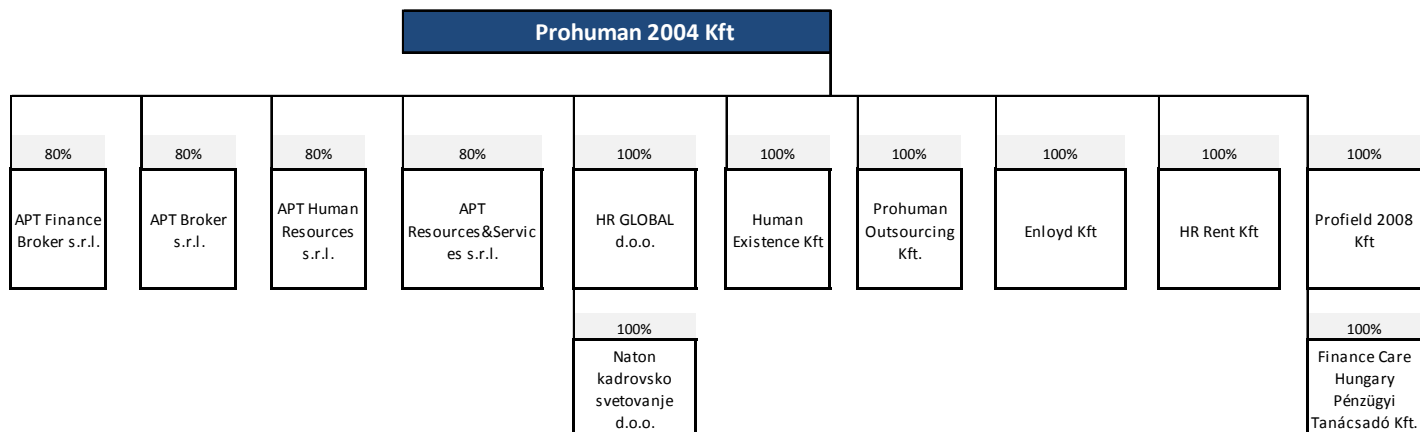 Prohuman 2004 Kft
80%
80%
80%
80%
100%
100%
100%
100%
100%
100%
APT Finance
Broker s.r.l.
APT Broker
s.r.l.
APT Human
Resources
s.r.l.
APT
Resources&Servic
es s.r.l.
HR GLOBAL
d.o.o.
Human
Existence Kft
Prohuman
Outsourcing
Kft.
Enloyd Kft
HR Rent Kft
Profield 2008
Kft
100%
Naton
kadrovsko
svetovanje
d.o.o.
100%
Finance Care
Hungary
Pénzügyi
Tanácsadó Kft.